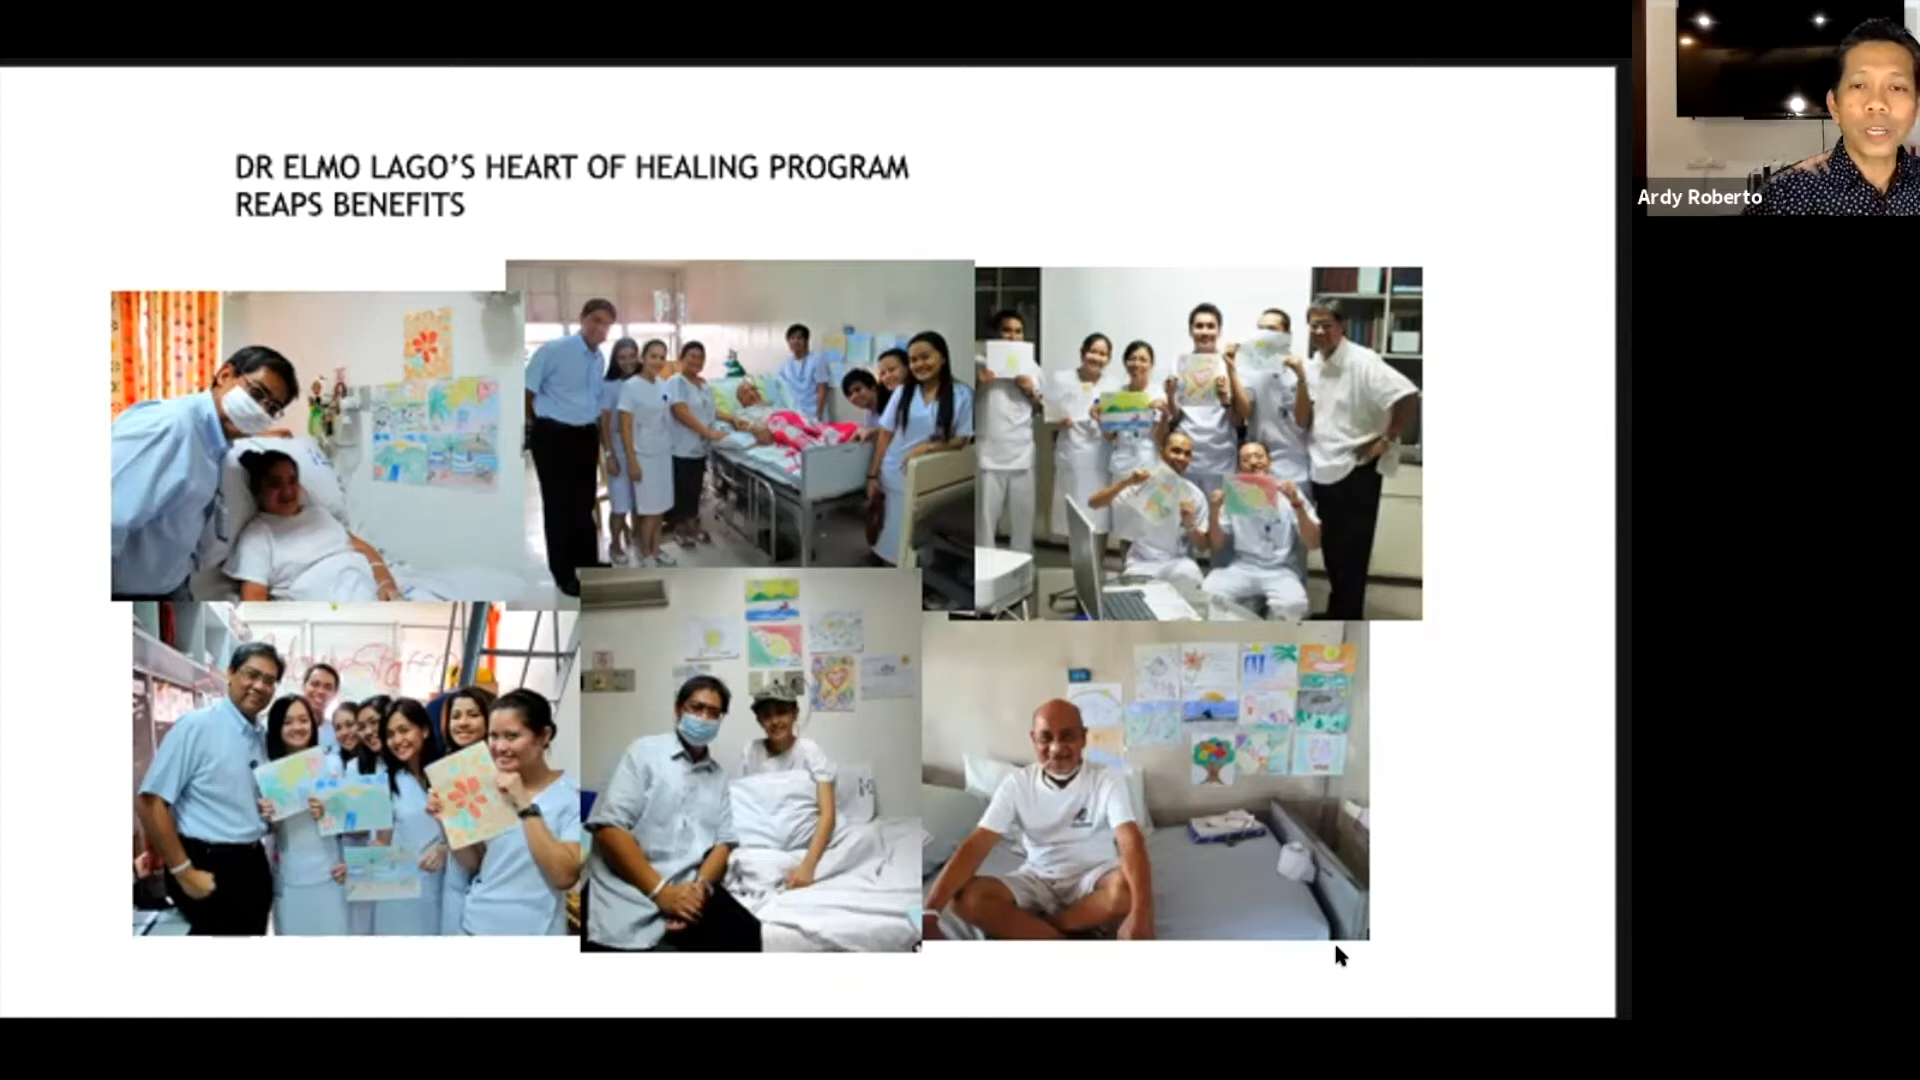 DR ELMO LAGO'S HEART OF HEALING PROGRAM
REAPS BENEFITS
Ardy Roberto